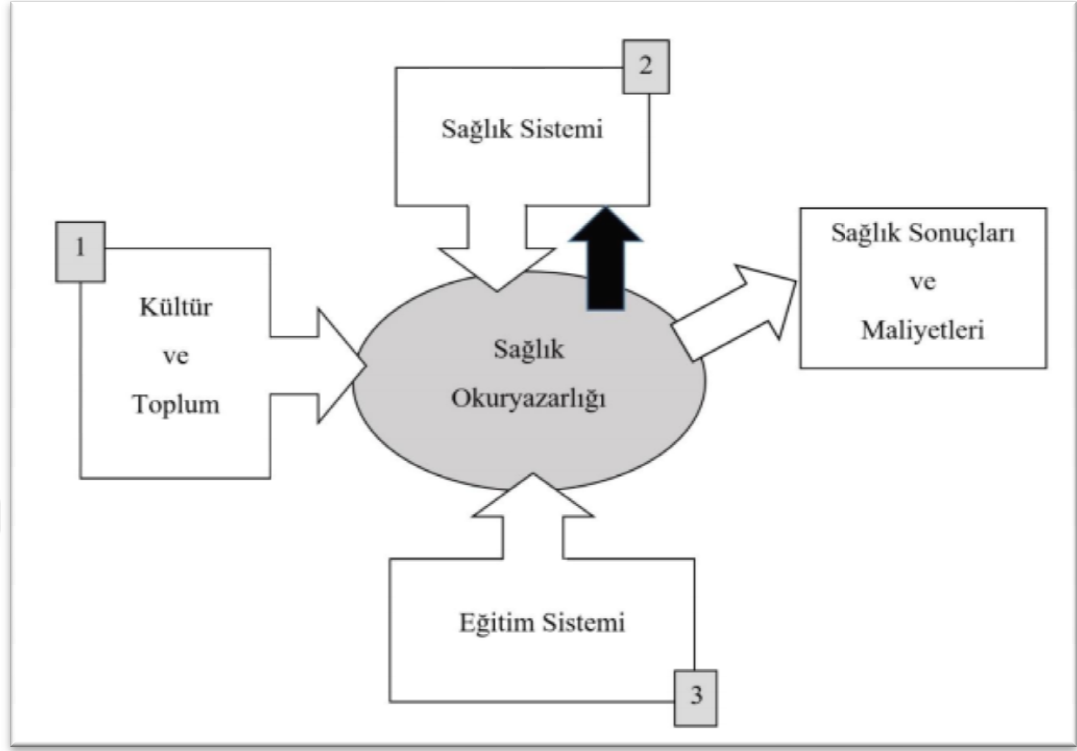 2
Sağlık Sistemi
1
Kültür
ve
Toplum
Sağlık
Okuryazarlığı
Sağlık Sonuçları
ve
Maliyetleri
Eğitim Sistemi
3